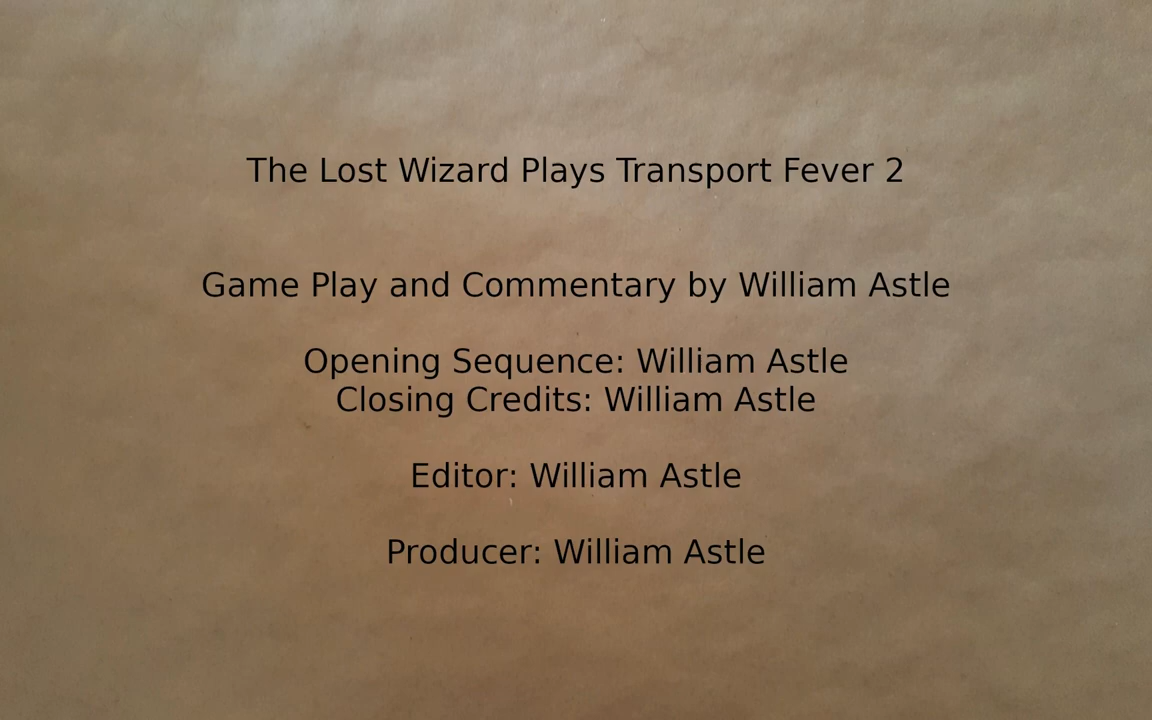 The Lost Wizard Plays Transport Fever 2
Game Play and Commentary by William Astle
Opening Sequence: William Astle
Closing Credits: William Astle
Editor: William Astle
Producer: William Astle